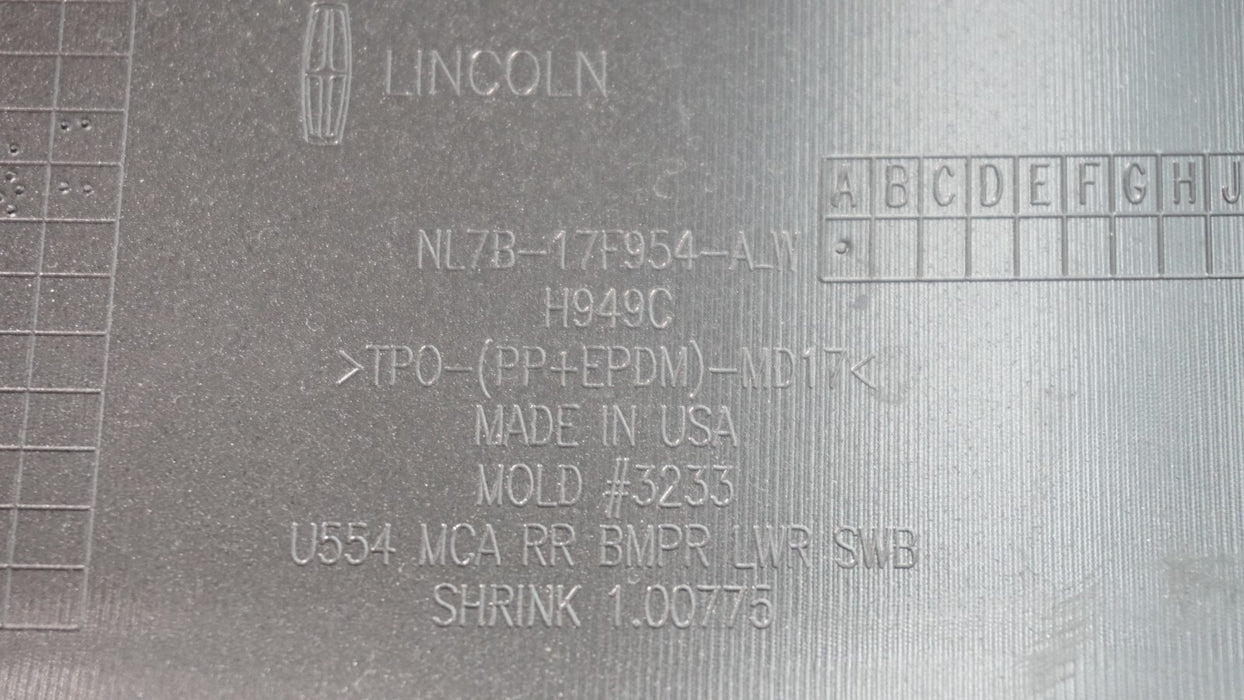 LINCOLN
A B C D E F G H J
NL7B-17F954-ALW
H949C
>TPO-(PP+EPDM)-MD17<
MADE IN USA
MOLD #3233
U554 MCA RR BMPR LWR SWB
SHRINK 1.00775